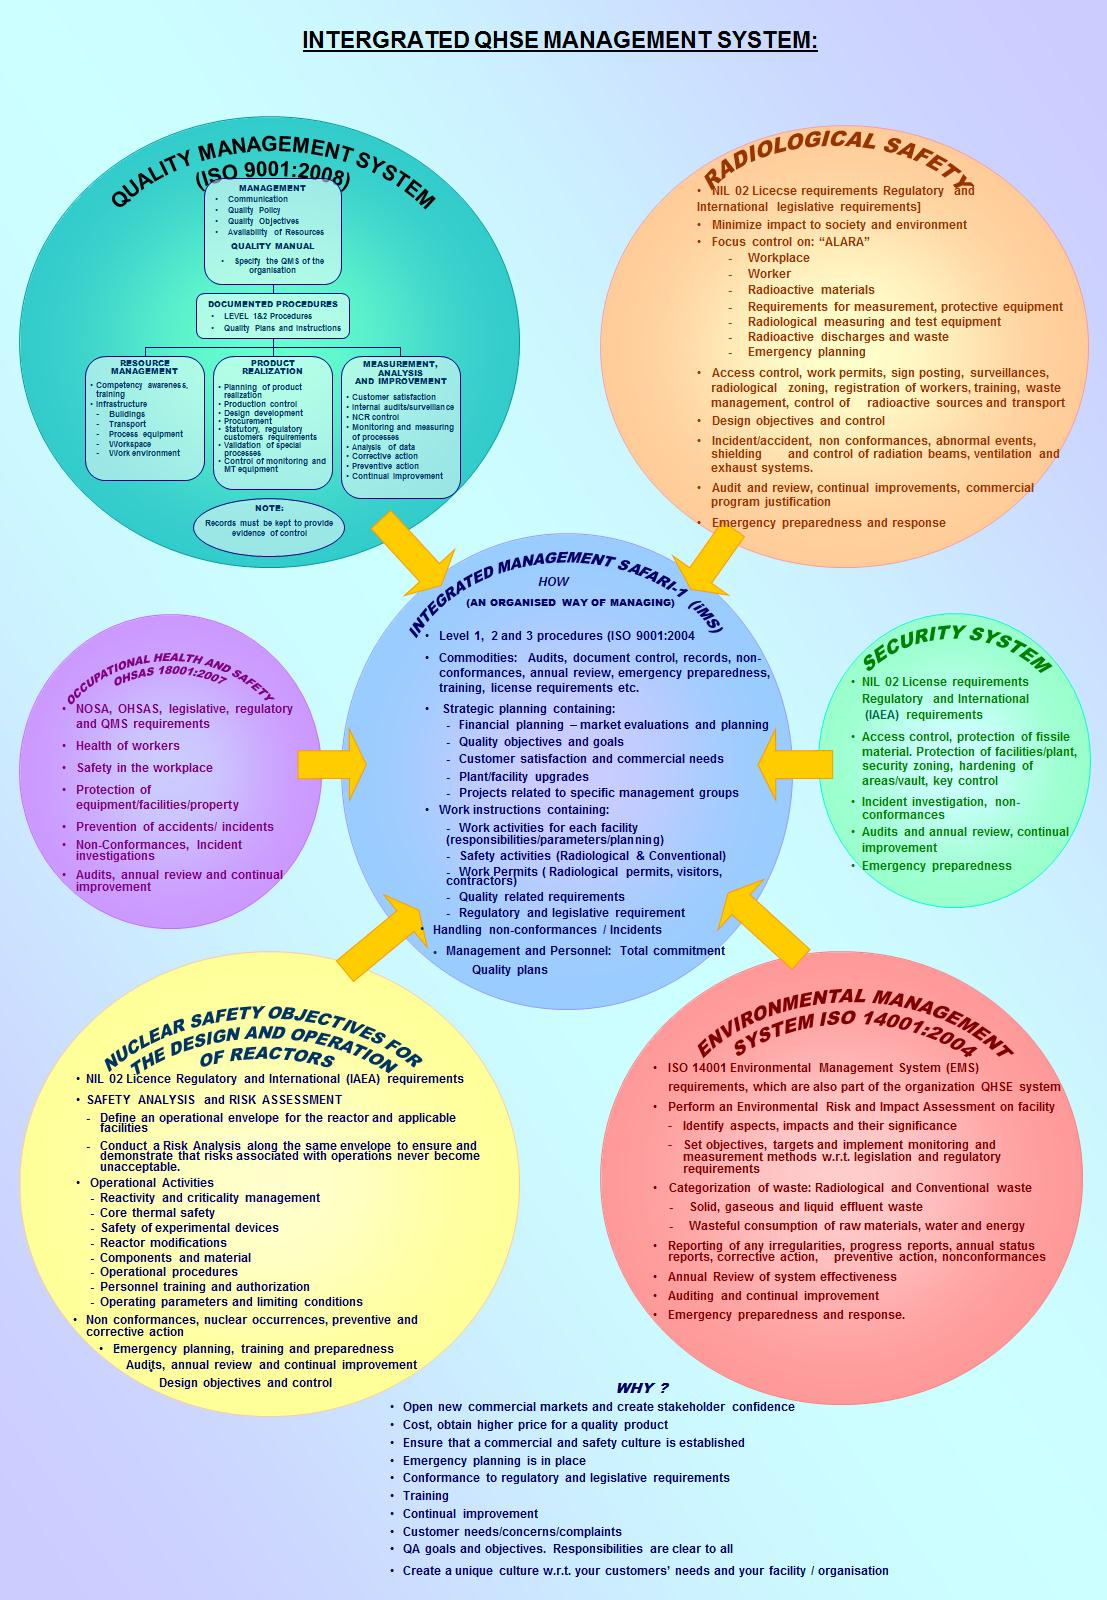 INTERGRATED QHSE MANAGEMENT SYSTEM:
QUALITY MANAGEMENT SYSTEM
(ISO 9001:2008)
MANAGEMENT
• Communication
• Quality Policy
• Quality Objectives
• Availability of Resources
QUALITY MANUAL
• Specify the QMS of the
organisation
DOCUMENTED PROCEDURES
• LEVEL 1&2 Procedures
• Quality Plans and Instructions
RESOURCE
MANAGEMENT
• Competency awareness,
training
• Infrastructure
- Buildings
- Transport
- Process equipment
- Workspace
- Work environment
PRODUCT
REALIZATION
• Planning of product
realization
• Production control
• Design development
• Procurement
• Statutory, regulatory
customers requirements
• Validation of special
processes
• Control of monitoring and
MT equipment
MEASUREMENT,
ANALYSIS
AND IMPROVEMENT
• Customer satisfaction
• Internal audits/surveillance
• NCR control
• Monitoring and measuring
of processes
• Analysis of data
• Corrective action
• Preventive action
• Continual improvement
NOTE:
Records must be kept to provide
evidence of control
RADIOLOGICAL SAFETY
• NIL 02 Licecse requirements Regulatory and
International legislative requirements]
• Minimize impact to society and environment
• Focus control on: “ALARA”
- Workplace
- Worker
- Radioactive materials
- Requirements for measurement, protective equipment
- Radiological measuring and test equipment
- Radioactive discharges and waste
- Emergency planning
• Access control, work permits, sign posting, surveillances,
radiological zoning, registration of workers, training, waste
management, control of radioactive sources and transport
• Design objectives and control
• Incident/accident, non conformances, abnormal events,
shielding and control of radiation beams, ventilation and
exhaust systems.
• Audit and review, continual improvements, commercial
program justification
• Emergency preparedness and response
INTEGRATED MANAGEMENT SAFARI-1 (iMS)
HOW
(AN ORGANISED WAY OF MANAGING)
• Level 1, 2 and 3 procedures (ISO 9001:2004
• Commodities: Audits, document control, records, non-
conformances, annual review, emergency preparedness,
training, license requirements etc.
• Strategic planning containing:
- Financial planning – market evaluations and planning
- Quality objectives and goals
- Customer satisfaction and commercial needs
- Plant/facility upgrades
- Projects related to specific management groups
• Work instructions containing:
- Work activities for each facility
(responsibilities/parameters/planning)
- Safety activities (Radiological & Conventional)
- Work Permits ( Radiological permits, visitors,
contractors)
- Quality related requirements
- Regulatory and legislative requirement
• Handling non-conformances / Incidents
• Management and Personnel: Total commitment
Quality plans
OCCUPATIONAL HEALTH AND SAFETY
OHSAS 18001:2007
• NOSA, OHSAS, legislative, regulatory
and QMS requirements
• Health of workers
• Safety in the workplace
• Protection of
equipment/facilities/property
• Prevention of accidents/ incidents
• Non-Conformances, Incident
investigations
• Audits, annual review and continual
improvement
SECURITY SYSTEM
• NIL 02 License requirements
Regulatory and International
(IAEA) requirements
• Access control, protection of fissile
material. Protection of facilities/plant,
security zoning, hardening of
areas/vault, key control
• Incident investigation, non-
conformances
• Audits and annual review, continual
improvement
• Emergency preparedness
NUCLEAR SAFETY OBJECTIVES FOR
THE DESIGN AND OPERATION
OF REACTORS
• NIL 02 Licence Regulatory and International (IAEA) requirements
• SAFETY ANALYSIS and RISK ASSESSMENT
- Define an operational envelope for the reactor and applicable
facilities
- Conduct a Risk Analysis along the same envelope to ensure and
demonstrate that risks associated with operations never become
unacceptable.
• Operational Activities
- Reactivity and criticality management
- Core thermal safety
- Safety of experimental devices
- Reactor modifications
- Components and material
- Operational procedures
- Personnel training and authorization
- Operating parameters and limiting conditions
• Non conformances, nuclear occurrences, preventive and
corrective action
• Emergency planning, training and preparedness
Audits, annual review and continual improvement
• Design objectives and control
ENVIRONMENTAL MANAGEMENT
SYSTEM ISO 14001:2004
• ISO 14001 Environmental Management System (EMS)
requirements, which are also part of the organization QHSE system
• Perform an Environmental Risk and Impact Assessment on facility
- Identify aspects, impacts and their significance
- Set objectives, targets and implement monitoring and
measurement methods w.r.t. legislation and regulatory
requirements
• Categorization of waste: Radiological and Conventional waste
- Solid, gaseous and liquid effluent waste
- Wasteful consumption of raw materials, water and energy
• Reporting of any irregularities, progress reports, annual status
reports, corrective action, preventive action, nonconformances
• Annual Review of system effectiveness
• Auditing and continual improvement
• Emergency preparedness and response.
WHY ?
• Open new commercial markets and create stakeholder confidence
• Cost, obtain higher price for a quality product
• Ensure that a commercial and safety culture is established
• Emergency planning is in place
• Conformance to regulatory and legislative requirements
• Training
• Continual improvement
• Customer needs/concerns/complaints
• QA goals and objectives. Responsibilities are clear to all
• Create a unique culture w.r.t. your customers’ needs and your facility / organisation